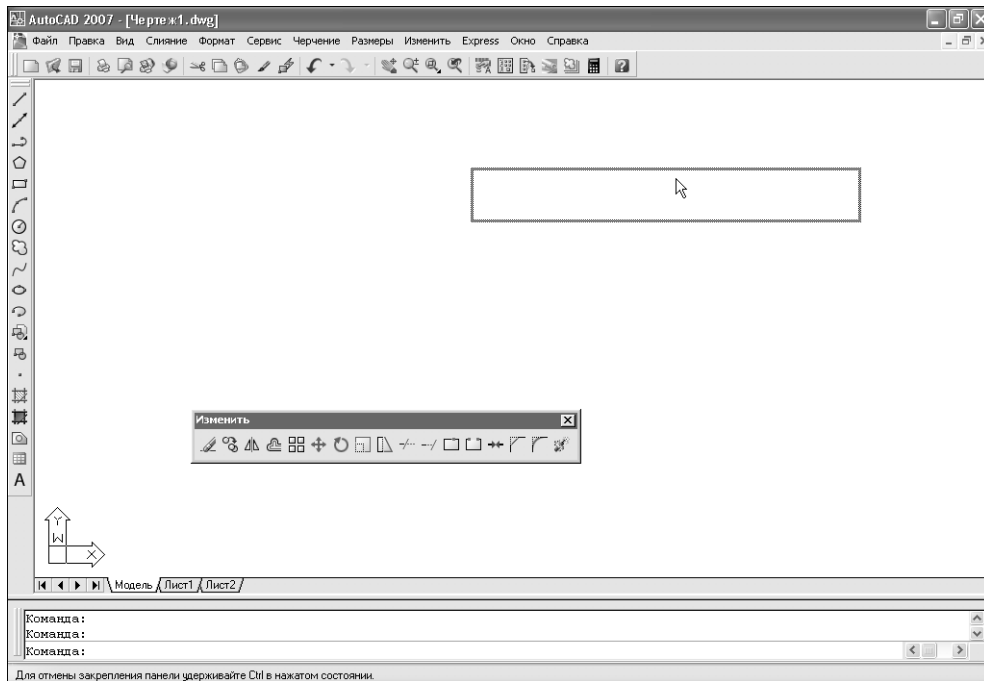 AutoCAD 2007 - [Чертеж1.dwg]
Файл Правка Вид Слияние Формат Сервис Черчение Размеры Изменить Express Окно Справка
Изменить
A
Y
W
X
Модель Лист1 Лист2
Команда:
Команда:
Команда:
Для отмены закрепления панели удерживайте Ctrl в нажатом состоянии.